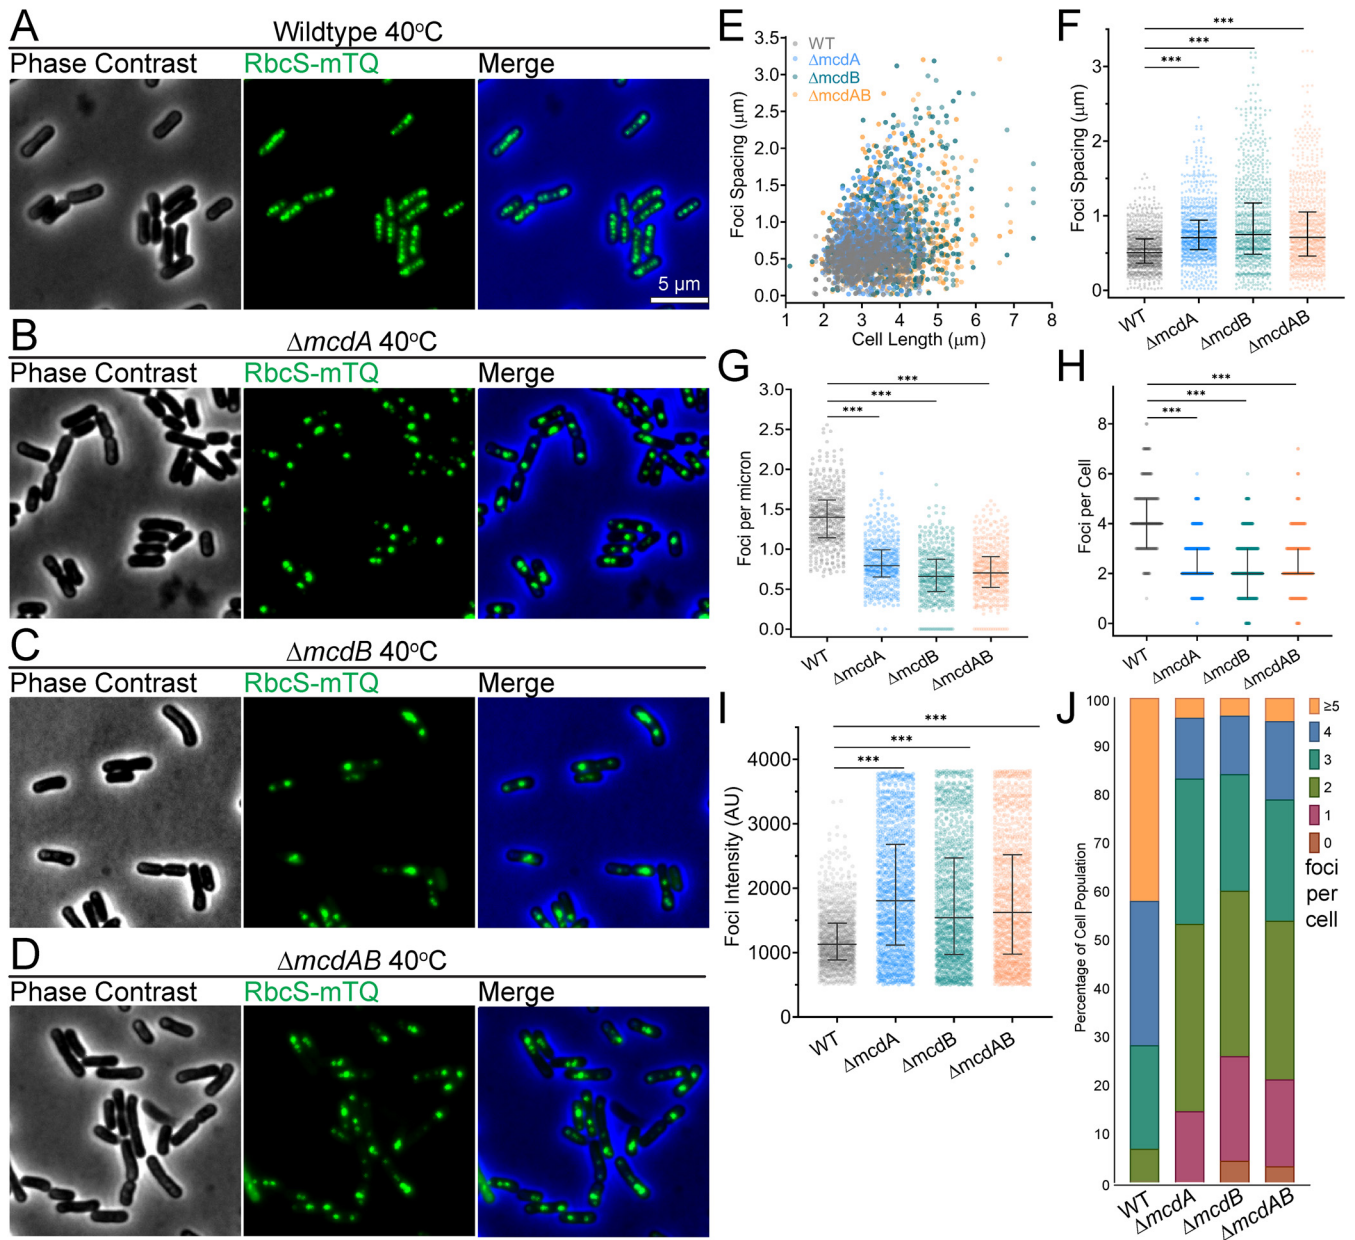 A
Wildtype 40°C
Phase Contrast
RbcS-mTQ
Merge
5 μm
B
ΔmcdA 40°C
Phase Contrast
RbcS-mTQ
Merge
C
ΔmcdB 40°C
Phase Contrast
RbcS-mTQ
Merge
D
ΔmcdAB 40°C
Phase Contrast
RbcS-mTQ
Merge
E
WT
ΔmcdA
ΔmcdB
ΔmcdAB
Foci Spacing (μm)
3.5
3.0
2.5
2.0
1.5
1.0
0.5
0.0
1 2 3 4 5 6 7 8
Cell Length (μm)
F
***
***
***
Foci Spacing (μm)
3
2
1
0
WT ΔmcdA ΔmcdB ΔmcdAB
G
***
***
***
Foci per micron
3.0
2.5
2.0
1.5
1.0
0.5
0.0
WT ΔmcdA ΔmcdB ΔmcdAB
H
***
***
***
Foci per Cell
8
6
4
2
0
WT ΔmcdA ΔmcdB ΔmcdAB
I
***
***
***
Foci Intensity (AU)
4000
3000
2000
1000
0
WT ΔmcdA ΔmcdB ΔmcdAB
J
Percentage of Cell Population
100
90
80
70
60
50
40
30
20
10
0
WT ΔmcdA ΔmcdB ΔmcdAB
≥5
4
3
2
1
0
foci
per
cell